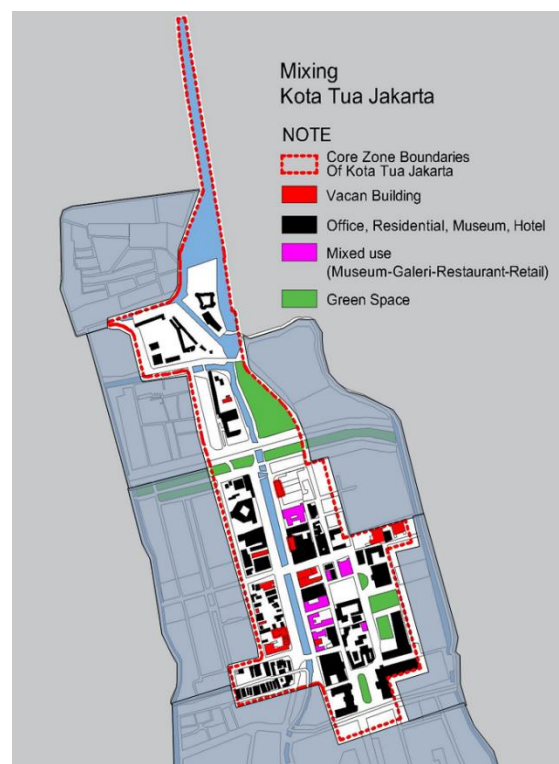 Mixing
Kota Tua Jakarta
NOTE
Core Zone Boundaries
Of Kota Tua Jakarta
Vacan Building
Office, Residential, Museum, Hotel
Mixed use
(Museum-Galeri-Restaurant-Retail)
Green Space